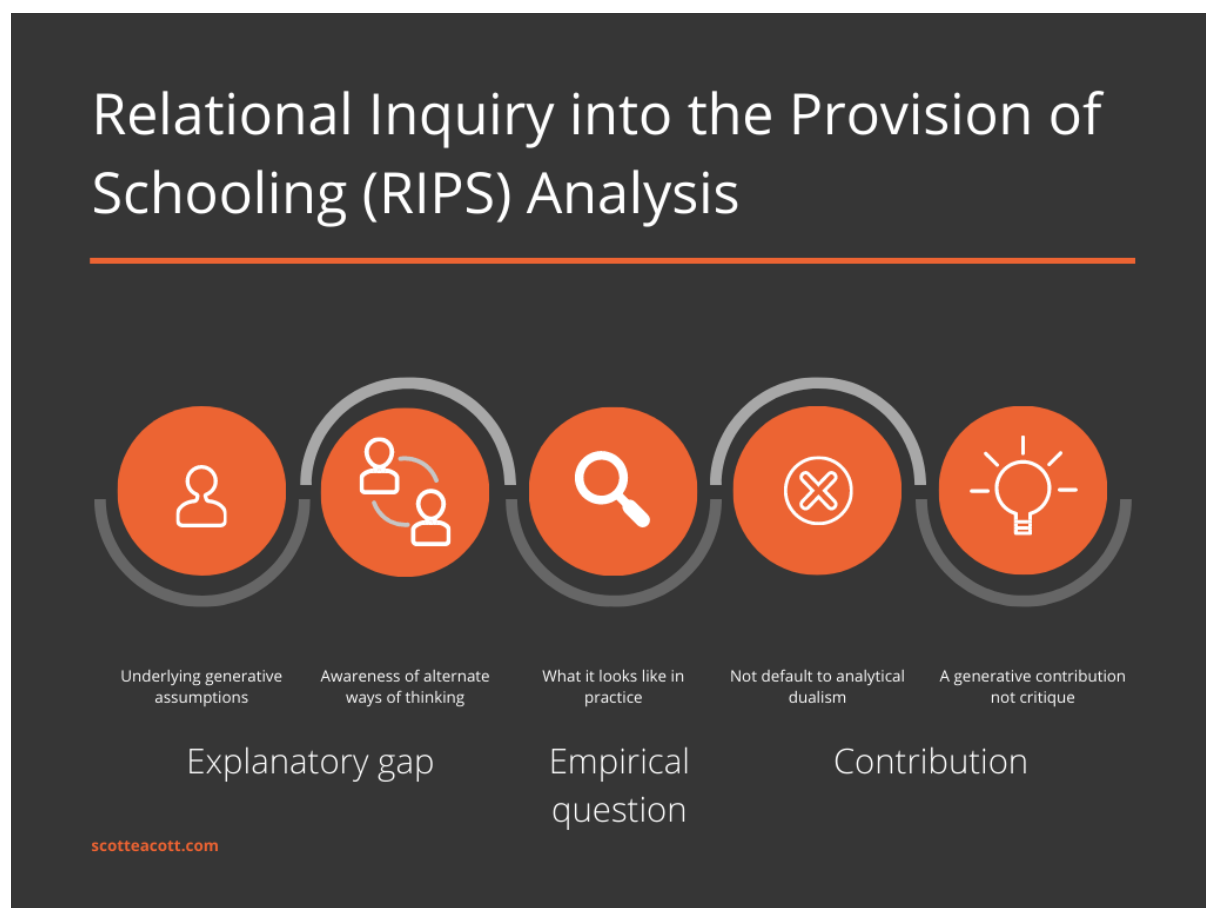 Relational Inquiry into the Provision of
Schooling (RIPS) Analysis
Underlying generative
assumptions
Awareness of alternate
ways of thinking
What it looks like in
practice
Not default to analytical
dualism
A generative contribution
not critique
Explanatory gap
Empirical
question
Contribution
scotteacott.com